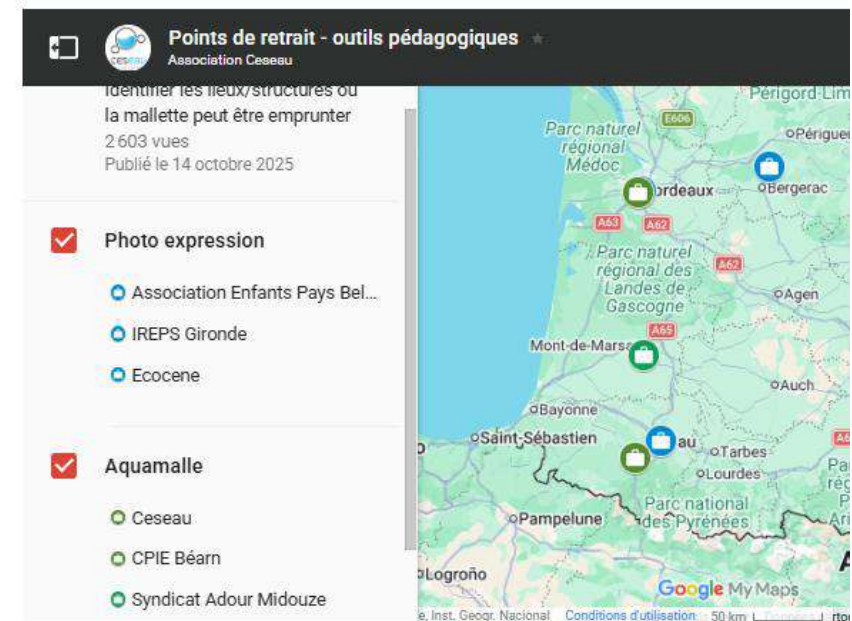 Points de retrait - outils pédagogiques
Association Ceseau
identifier les lieux/structures ou
la mallette peut être emprunter
2 603 vues
Publié le 14 octobre 2025
Photo expression
Association Enfants Pays Bel...
IREPS Gironde
Ecocene
Aquamalle
Ceseau
CPIE Béarn
Syndicat Adour Midouze
Périgord-Lim
E606
Parc naturel
régional
Médoc
Périgueu
ordeaux
Bergerac
A63
A62
Parc naturel
régional des
Landes de
Gascogne
A62
Agen
A65
Mont-de-Marsa
Auch
Bayonne
Saint-Sébastien
au
Tarbes
Lourdes
Parc national
des Pyrénées
Pampelune
Logroño
Google My Maps
Inst. Geogr. Nacional
Conditions d'utilisation
50 km